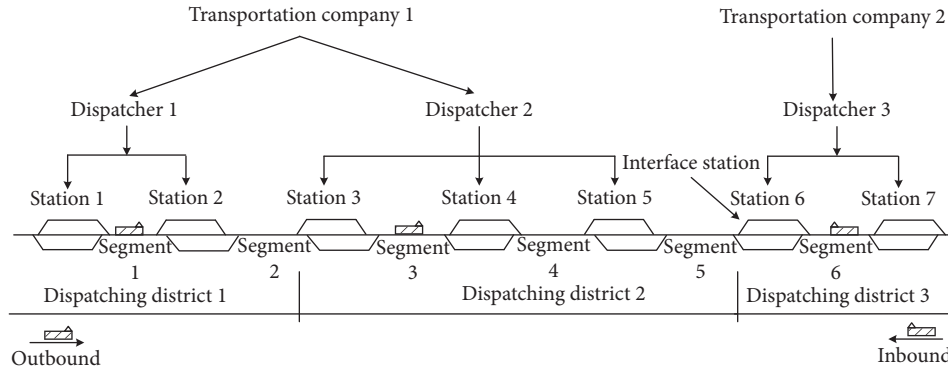 Transportation company 1
Transportation company 2
Dispatcher 1
Dispatcher 2
Dispatcher 3
Interface station
Station 1
Station 2
Station 3
Station 4
Station 5
Station 6
Station 7
Segment
1
Segment
2
Segment
3
Segment
4
Segment
5
Segment
6
Dispatching district 1
Dispatching district 2
Dispatching district 3
Outbound
Inbound